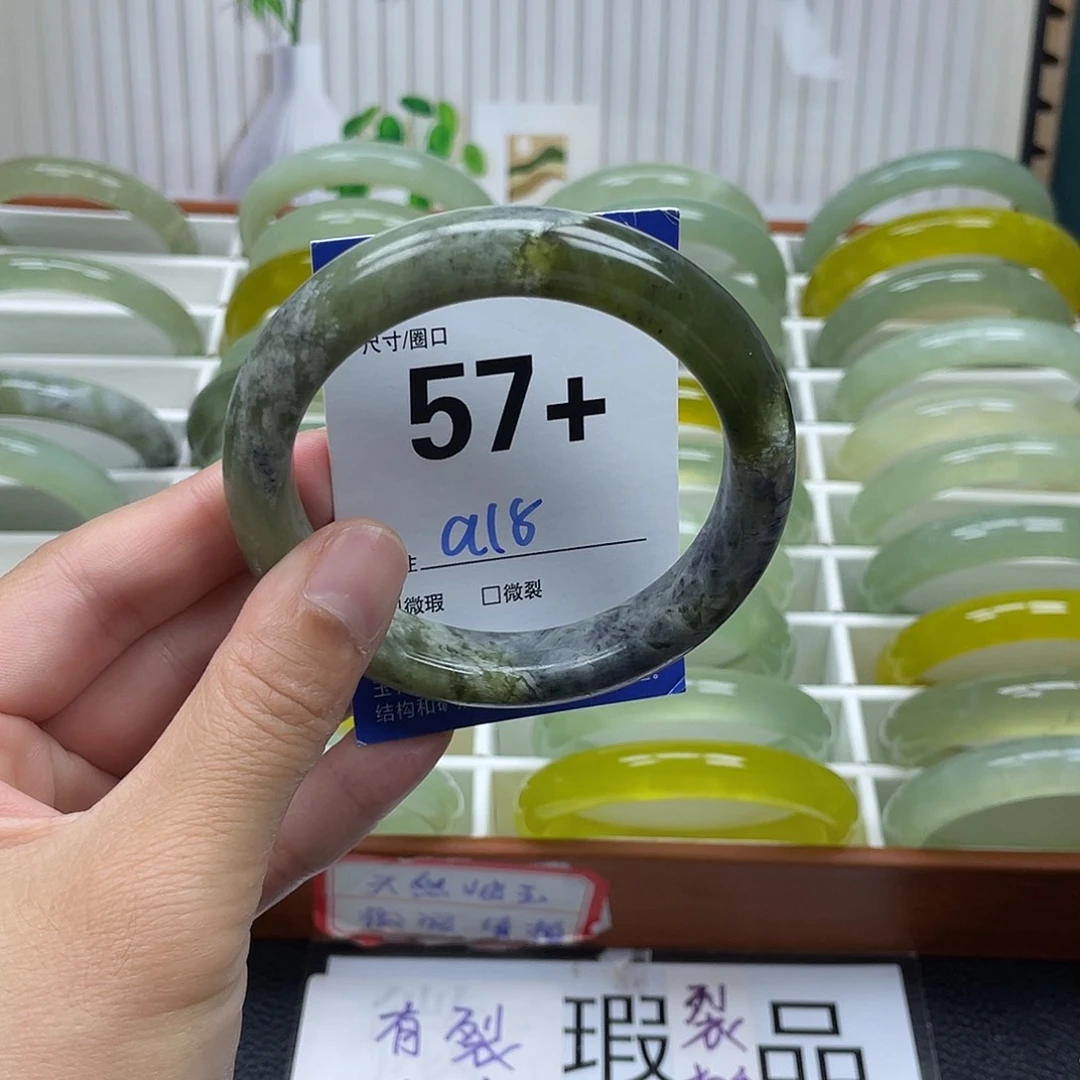 尺寸/圈口
57+
a18
注
微瑕 □微裂
结构和
天然岫玉
有裂 瑕裂品